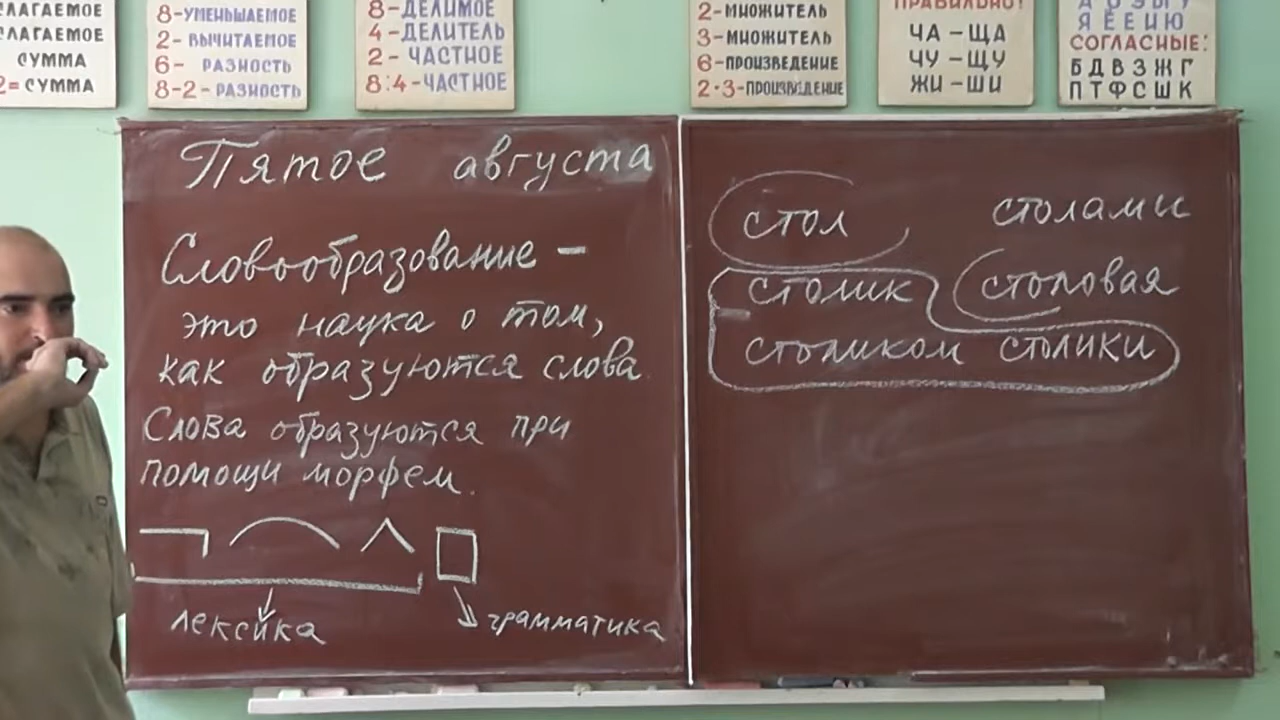 СЛАГАЕМОЕ
СЛАГАЕМОЕ
СУММА
2= СУММА
8-УМЕНЬШАЕМОЕ
2- ВЫЧИТАЕМОЕ
6- РАЗНОСТЬ
8-2- РАЗНОСТЬ
8-ДЕЛИМОЕ
4- ДЕЛИТЕЛЬ
2- ЧАСТНОЕ
8:4-ЧАСТНОЕ
2-МНОЖИТЕЛЬ
3-МНОЖИТЕЛЬ
6-ПРОИЗВЕДЕНИЕ
2·3-ПРОИЗВЕДЕНИЕ
ПРАВИЛЬНО!
ЧА – ЩА
ЧУ – ЩУ
ЖИ – ШИ
А О Э Ы У
Я Ё Е И Ю
СОГЛАСНЫЕ:
Б Д В З Ж Г
П Т Ф С Ш К
Пятое августа
Словообразование –
это наука о том,
как образуются слова.
Слова образуются при
помощи морфем.
лексика
грамматика
стол столами
столик столовая
столиком столики